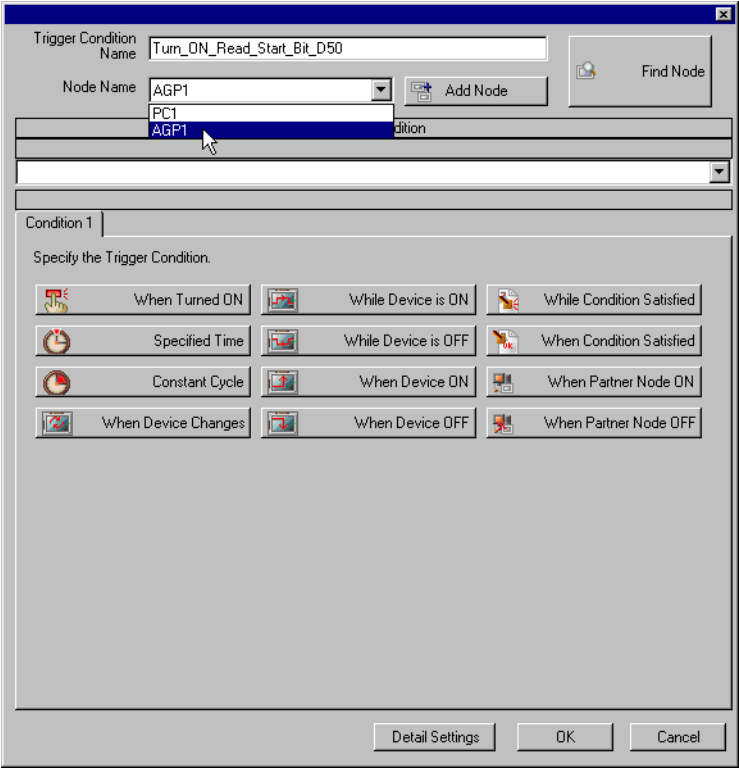 Trigger Condition
Name
Turn_ON_Read_Start_Bit_D50
Find Node
Node Name
AGP1
Add Node
PC1
AGP1
dition
Condition 1
Specify the Trigger Condition.
When Turned ON
While Device is ON
While Condition Satisfied
Specified Time
While Device is OFF
When Condition Satisfied
Constant Cycle
When Device ON
When Partner Node ON
When Device Changes
When Device OFF
When Partner Node OFF
Detail Settings
OK
Cancel